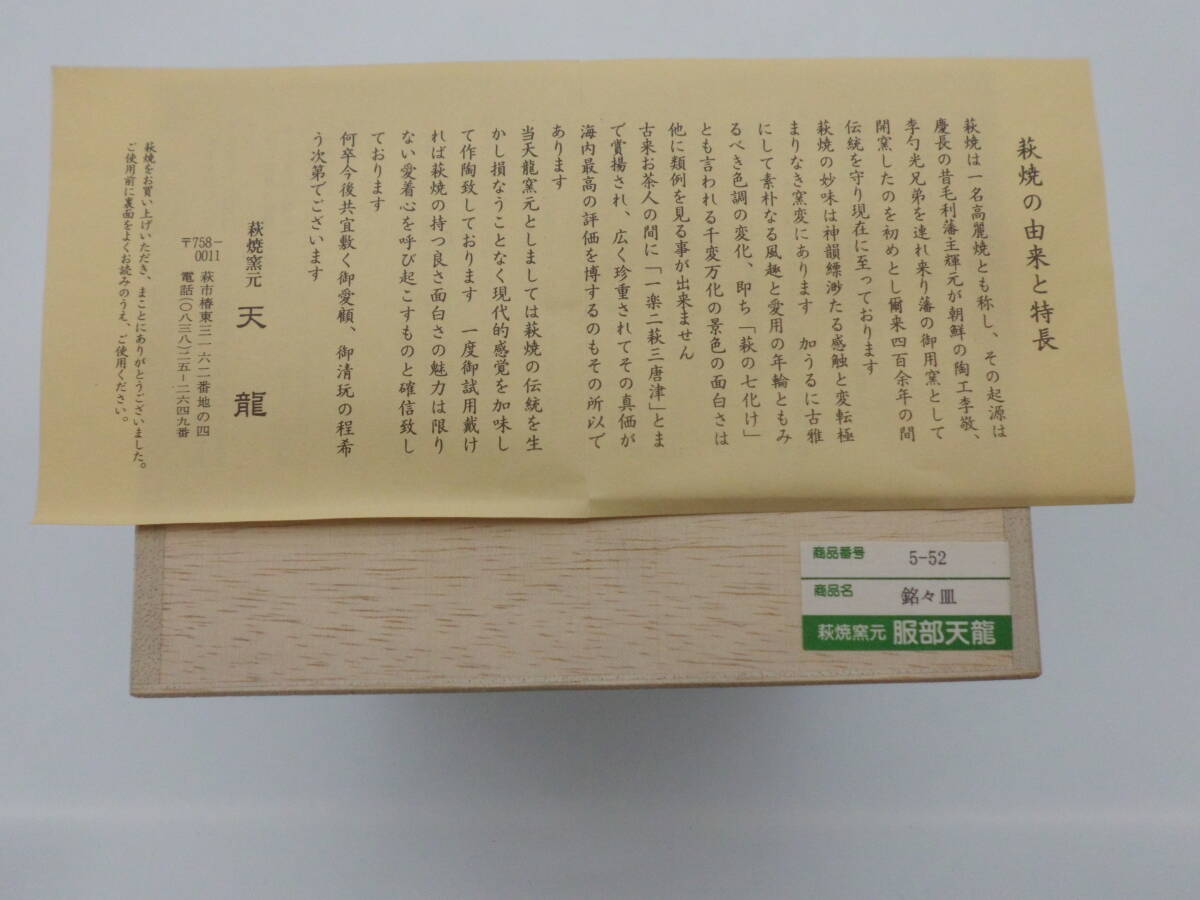 萩焼の由来と特長
萩焼は一名高麗焼とも称し、その起源は
慶長の昔毛利藩主輝元が朝鮮の陶工李敬、
李勺光兄弟を連れ来り藩の御用窯として
開窯したのを初めとし爾来四百余年の間
伝統を守り現在に至っております
萩焼の妙味は神韻縹渺たる感触と変転極
まりなき窯変にあります　加うるに古雅
にして素朴なる風趣と愛用の年輪ともみ
るべき色調の変化、即ち「萩の七化け」
とも言われる千変万化の景色の面白さは
他に類例を見る事が出来ません
古来お茶人の間に「一楽二萩三唐津」とま
で賞揚され、広く珍重されてその真価が
海内最高の評価を博するのもその所以で
あります
当天龍窯元としましては萩焼の伝統を生
かし損なうことなく現代的感覚を加味し
て作陶致しております　一度御試用戴け
れば萩焼の持つ良さ面白さの魅力は限り
ない愛着心を呼び起こすものと確信致し
ております
何卒今後共宜敷く御愛顧、御清玩の程希
う次第でございます
萩焼窯元　天龍
〒758-0011　萩市椿東三一六二番地の四
電話(〇八三八)二五-二六四九番
萩焼をお買い上げいただき、まことにありがとうございました。
ご使用前に裏面をよくお読みのうえ、ご使用ください。
商品番号 5-52
商品名 銘々皿
萩焼窯元 服部天龍